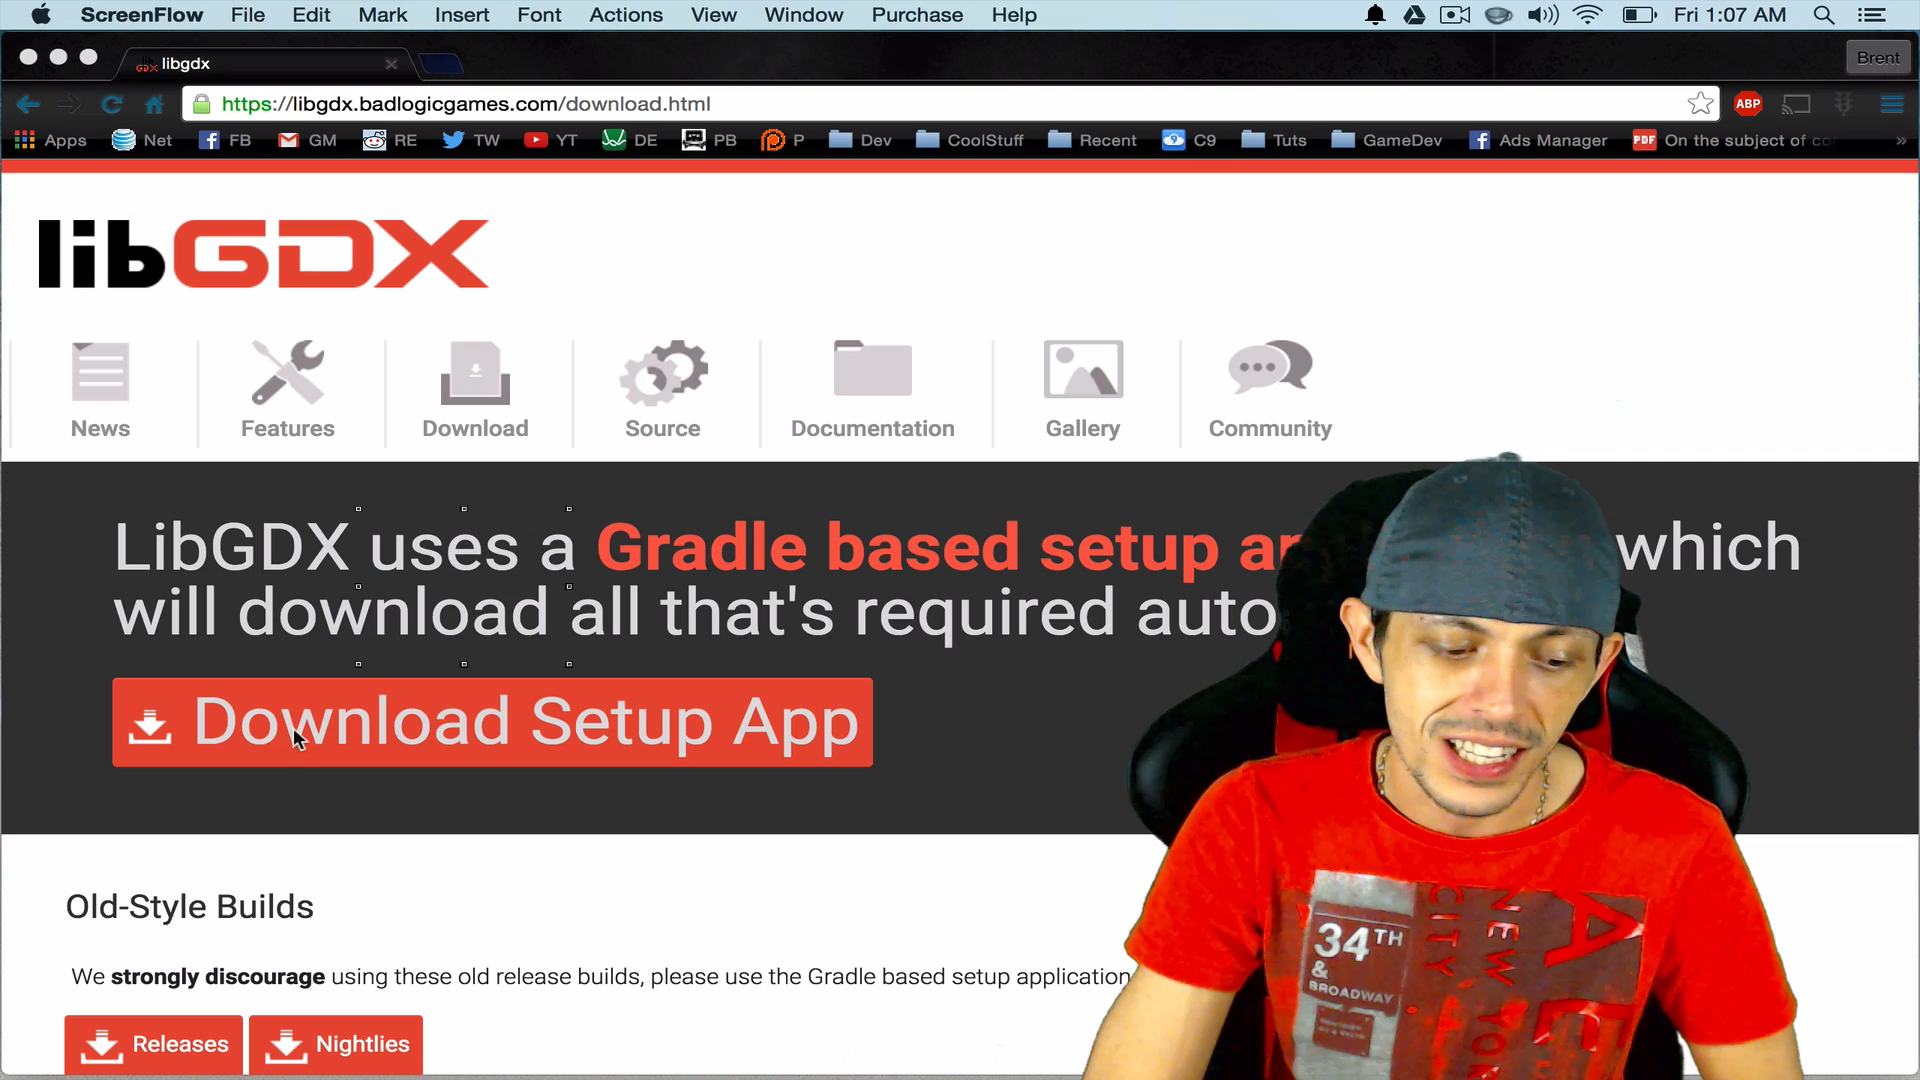 ScreenFlow File Edit Mark Insert Font Actions View Window Purchase Help Fri 1:07 AM
GDX libgdx Brent
https://libgdx.badlogicgames.com/download.html ABP
Apps Net FB GM RE TW YT DE PB P Dev CoolStuff Recent C9 Tuts GameDev Ads Manager PDF On the subject of »
libGDX
News Features Download Source Documentation Gallery Community
LibGDX uses a Gradle based setup which
will download all that's required
Download Setup App
Old-Style Builds
We strongly discourage using these old release builds, please use the Gradle based setup application
Releases Nightlies
34TH
&
BROADWAY
NEW
CITY